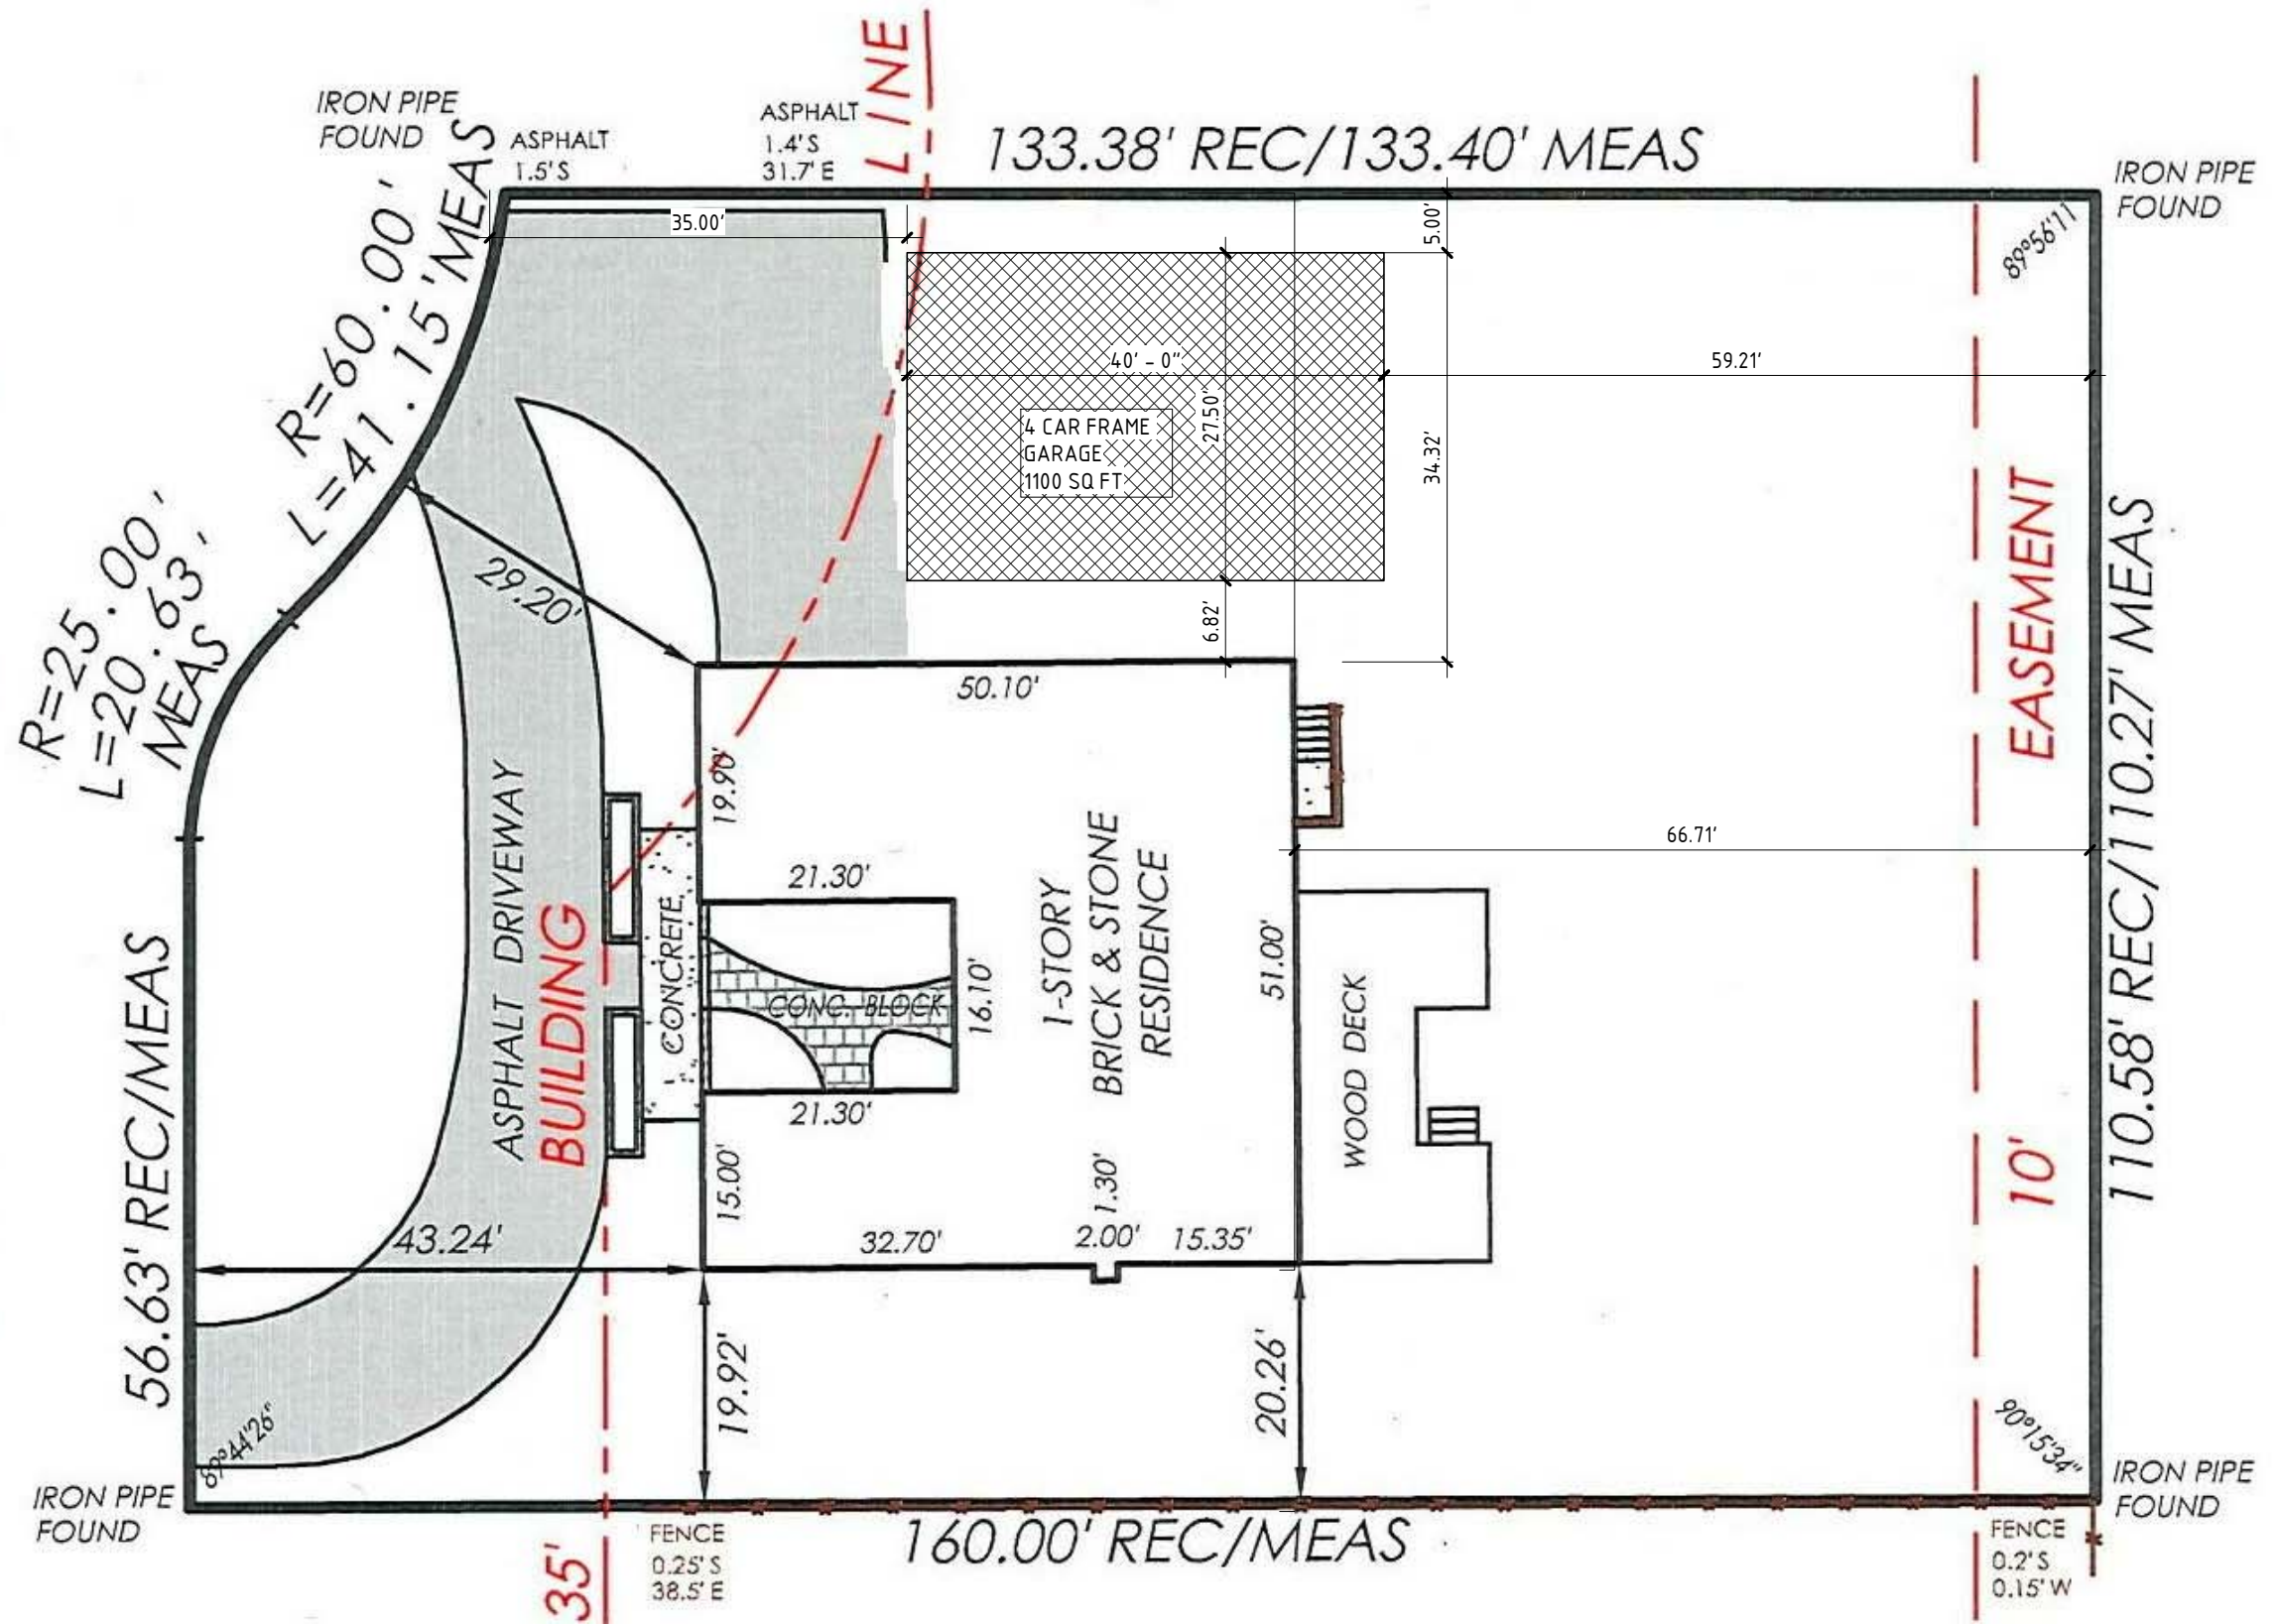 LINE
IRON PIPE
FOUND
ASPHALT
1.5' S
ASPHALT
1.4' S
31.7' E
133.38' REC/133.40' MEAS
IRON PIPE
FOUND
R=60.00'
L=41.15' MEAS
35.00'
5.00'
89°56'11
40' - 0"
59.21'
4 CAR FRAME
GARAGE
1100 SQ FT
27.50'
34.32'
R=25.00'
L=20.63'
MEAS
29.20'
6.82'
50.10'
EASEMENT
10'
110.58' REC/110.27' MEAS
19.90'
66.71'
ASPHALT DRIVEWAY
BUILDING
CONCRETE
21.30'
CONC. BLOCK
16.10'
21.30'
1-STORY
BRICK & STONE
RESIDENCE
51.00'
WOOD DECK
56.63' REC/MEAS
15.00'
43.24'
32.70'
2.00'
1.30'
15.35'
19.92'
20.26'
89°44'26"
90°15'34"
IRON PIPE
FOUND
35'
FENCE
0.25' S
38.5' E
160.00' REC/MEAS
FENCE
0.2' S
0.15' W
IRON PIPE
FOUND